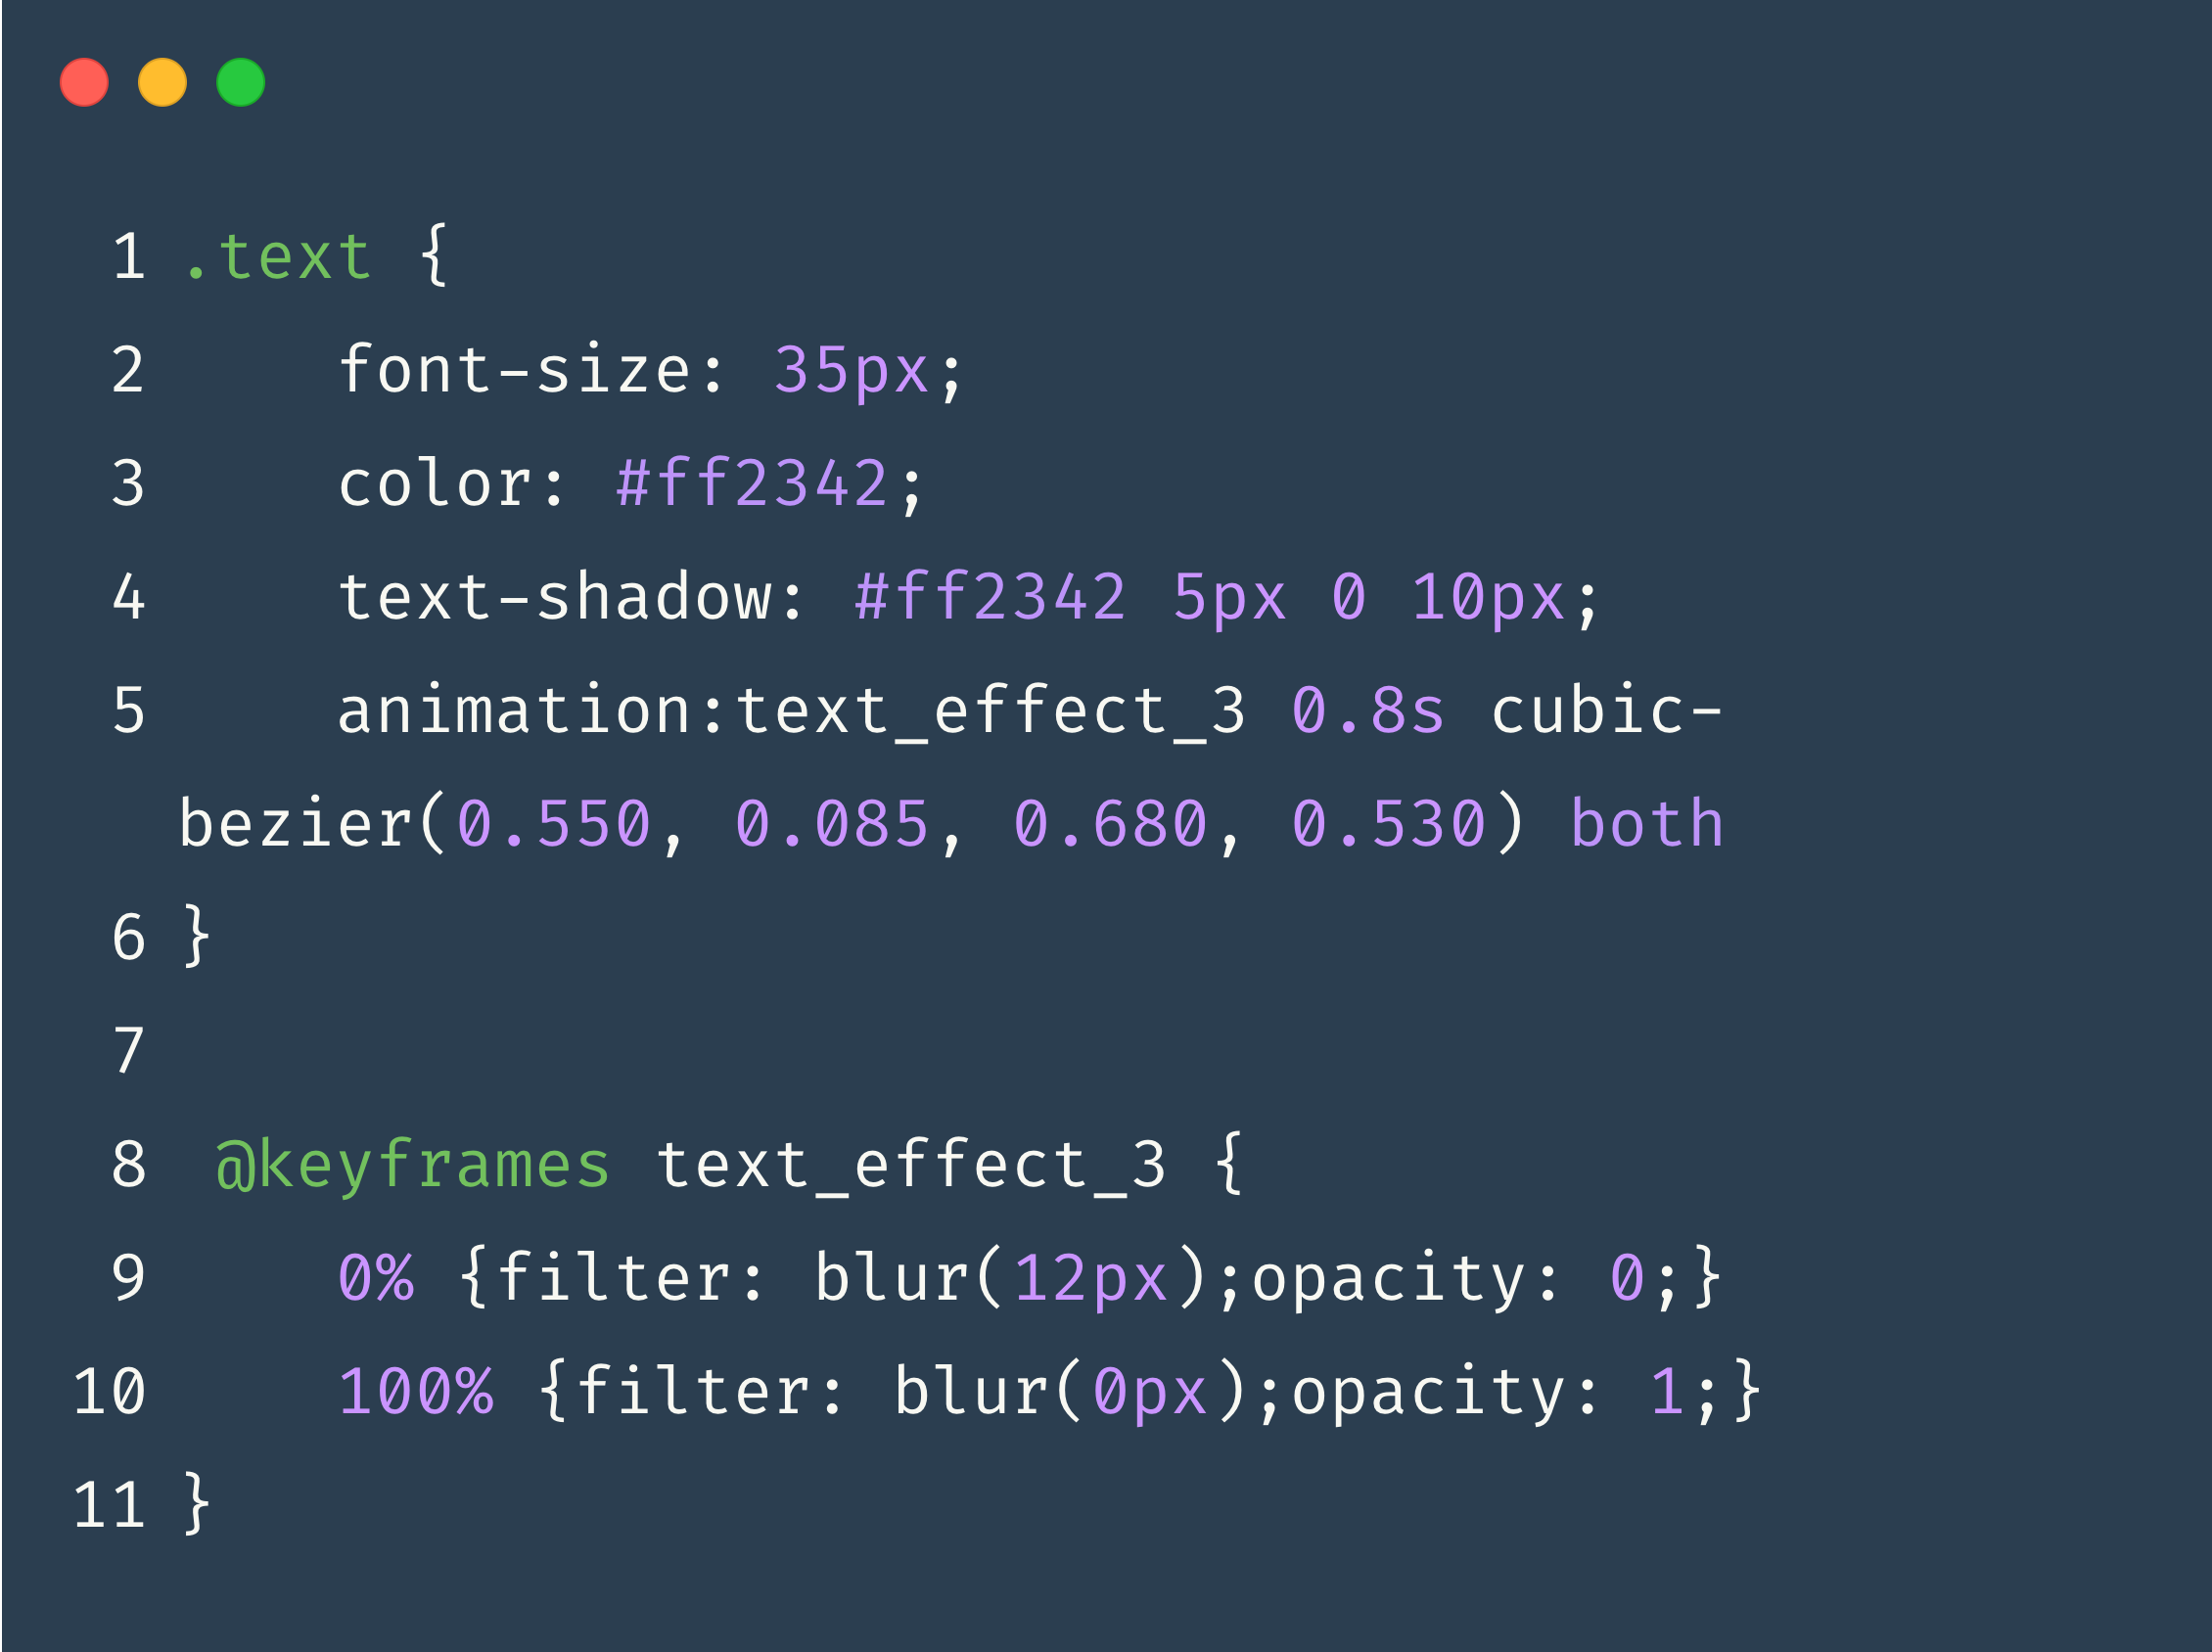 1 .text {
2     font-size: 35px;
3     color: #ff2342;
4     text-shadow: #ff2342 5px 0 10px;
5     animation:text_effect_3 0.8s cubic-
bezier(0.550, 0.085, 0.680, 0.530) both
6 }
7
8  @keyframes text_effect_3 {
9     0% {filter: blur(12px);opacity: 0;}
10     100% {filter: blur(0px);opacity: 1;}
11 }